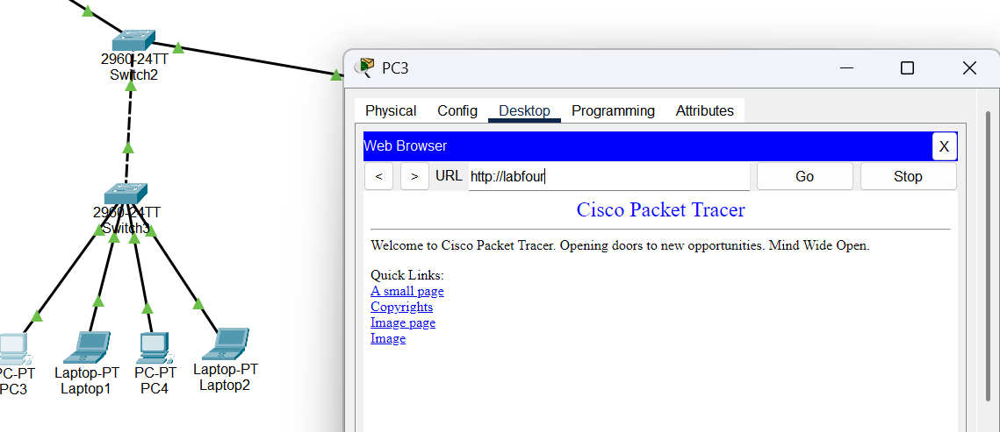 2960-24TT
Switch2
2960-24TT
Switch3
PC-PT
PC3
Laptop-PT
Laptop1
PC-PT
PC4
Laptop-PT
Laptop2
PC3
Physical Config Desktop Programming Attributes
Web Browser X
< > URL http://labfour Go Stop
Cisco Packet Tracer
Welcome to Cisco Packet Tracer. Opening doors to new opportunities. Mind Wide Open.
Quick Links:
A small page
Copyrights
Image page
Image